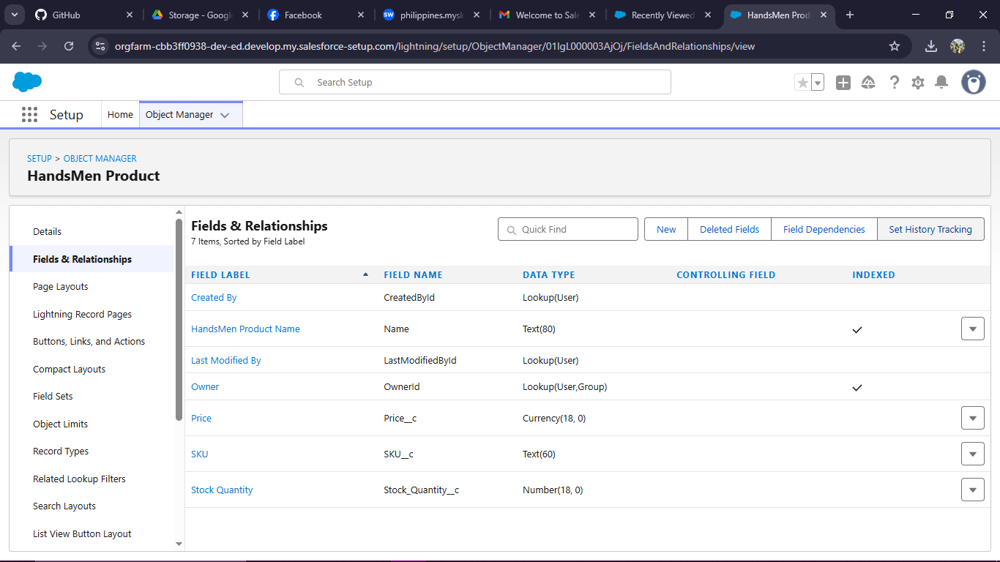 GitHub
Storage - Google
Facebook
philippines.mysk
Welcome to Sale
Recently Viewed
HandsMen Prod
orgfarm-cbb3ff0938-dev-ed.develop.my.salesforce-setup.com/lightning/setup/ObjectManager/01IgL000003AjOj/FieldsAndRelationships/view
Search Setup
Setup
Home
Object Manager
SETUP > OBJECT MANAGER
HandsMen Product
Details
Fields & Relationships
Page Layouts
Lightning Record Pages
Buttons, Links, and Actions
Compact Layouts
Field Sets
Object Limits
Record Types
Related Lookup Filters
Search Layouts
List View Button Layout
Fields & Relationships
7 Items, Sorted by Field Label
Quick Find
New
Deleted Fields
Field Dependencies
Set History Tracking
FIELD LABEL FIELD NAME DATA TYPE CONTROLLING FIELD INDEXED
Created By CreatedById Lookup(User)
HandsMen Product Name Name Text(80)
Last Modified By LastModifiedById Lookup(User)
Owner OwnerId Lookup(User,Group)
Price Price__c Currency(18, 0)
SKU SKU__c Text(60)
Stock Quantity Stock_Quantity__c Number(18, 0)